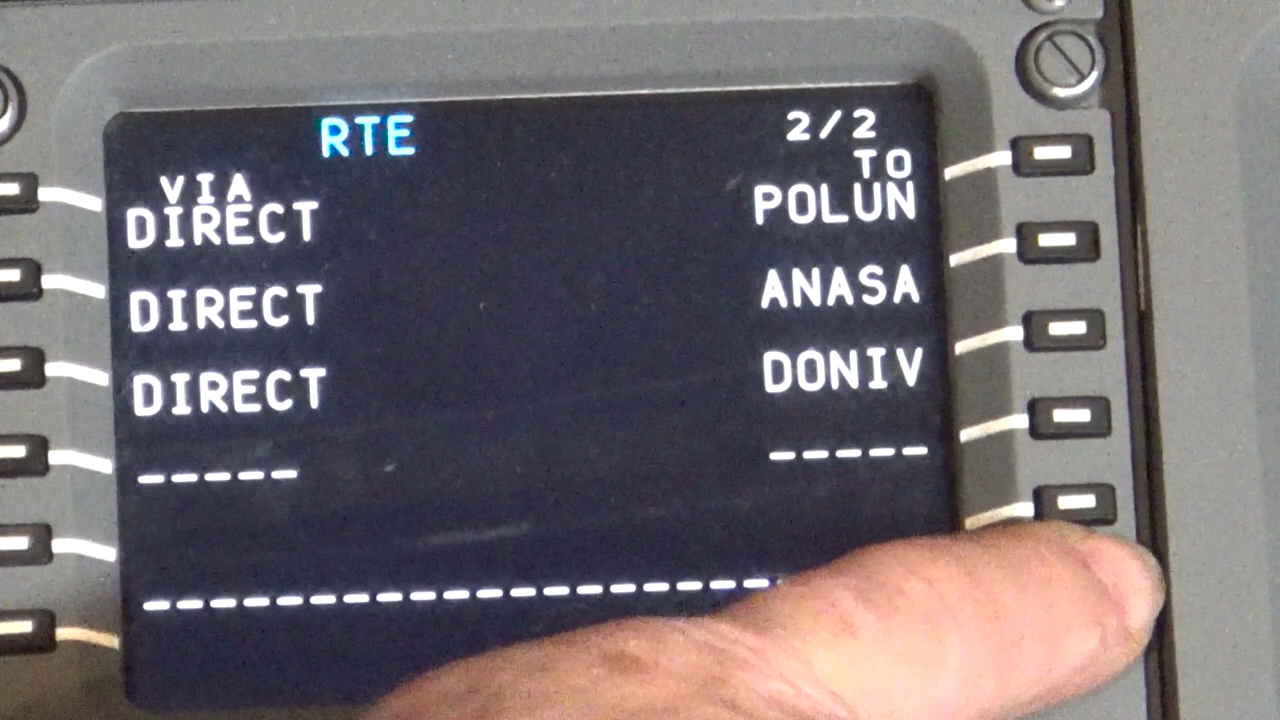 RTE 2/2
VIA TO
DIRECT POLUN
DIRECT ANASA
DIRECT DONIV
----- -----
-------------------